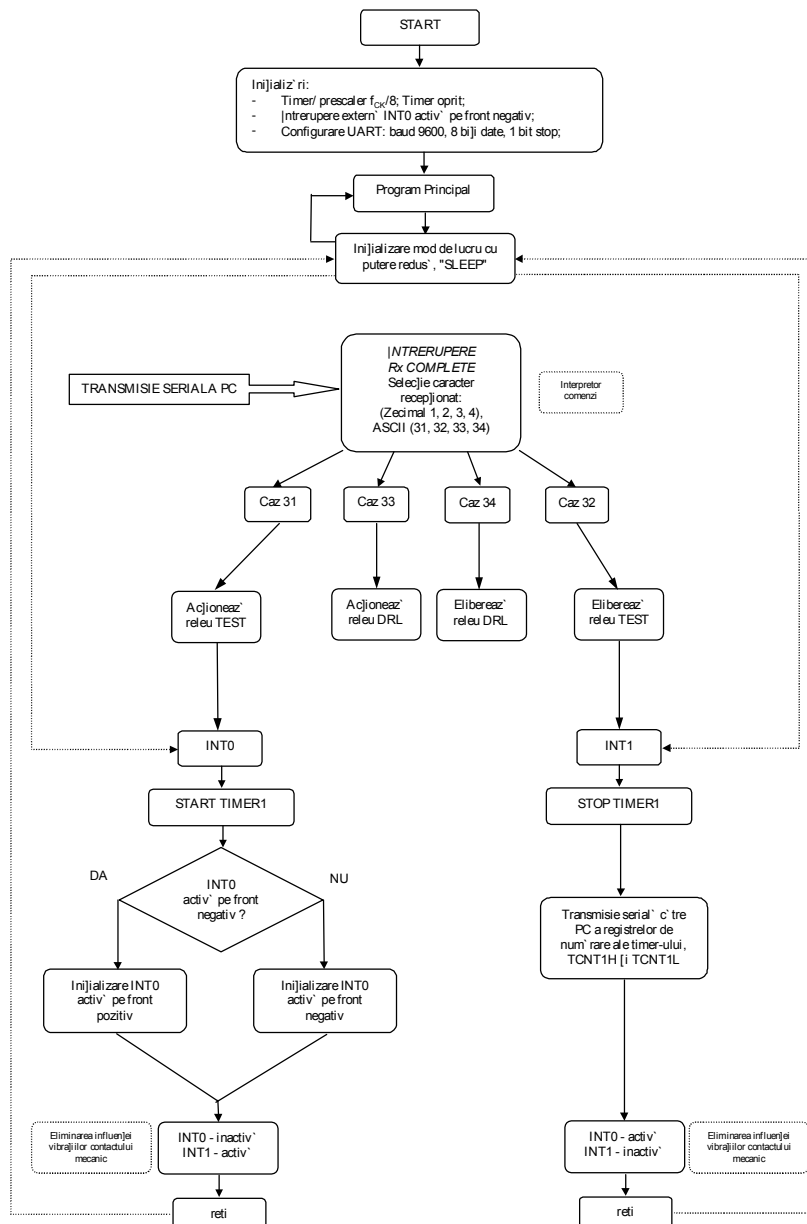 START
Ini]ializ`ri:
- Timer/ prescaler fCK/8; Timer oprit;
- |ntrerupere extern` INT0 activ` pe front negativ;
- Configurare UART: baud 9600, 8 bi]i date, 1 bit stop;
Program Principal
Ini]ializare mod de lucru cu
putere redus`, "SLEEP"
TRANSMISIE SERIALA PC
|NTRERUPERE
Rx COMPLETE
Selec]ie caracter
recep]ionat:
(Zecimal 1, 2, 3, 4),
ASCII (31, 32, 33, 34)
Interpretor
comenzi
Caz 31
Caz 33
Caz 34
Caz 32
Ac]ioneaz`
releu TEST
Ac]ioneaz`
releu DRL
Elibereaz`
releu DRL
Elibereaz`
releu TEST
INT0
INT1
START TIMER1
STOP TIMER1
DA
INT0
activ` pe front
negativ ?
NU
Transmisie serial` c`tre
PC a registrelor de
num`rare ale timer-ului,
TCNT1H [i TCNT1L
Ini]ializare INT0
activ` pe front
pozitiv
Ini]ializare INT0
activ` pe front
negativ
Eliminarea influen]ei
vibra]iilor contactului
mecanic
INT0 - inactiv`
INT1 - activ`
INT0 - activ`
INT1 - inactiv`
Eliminarea influen]ei
vibra]iilor contactului
mecanic
reti
reti